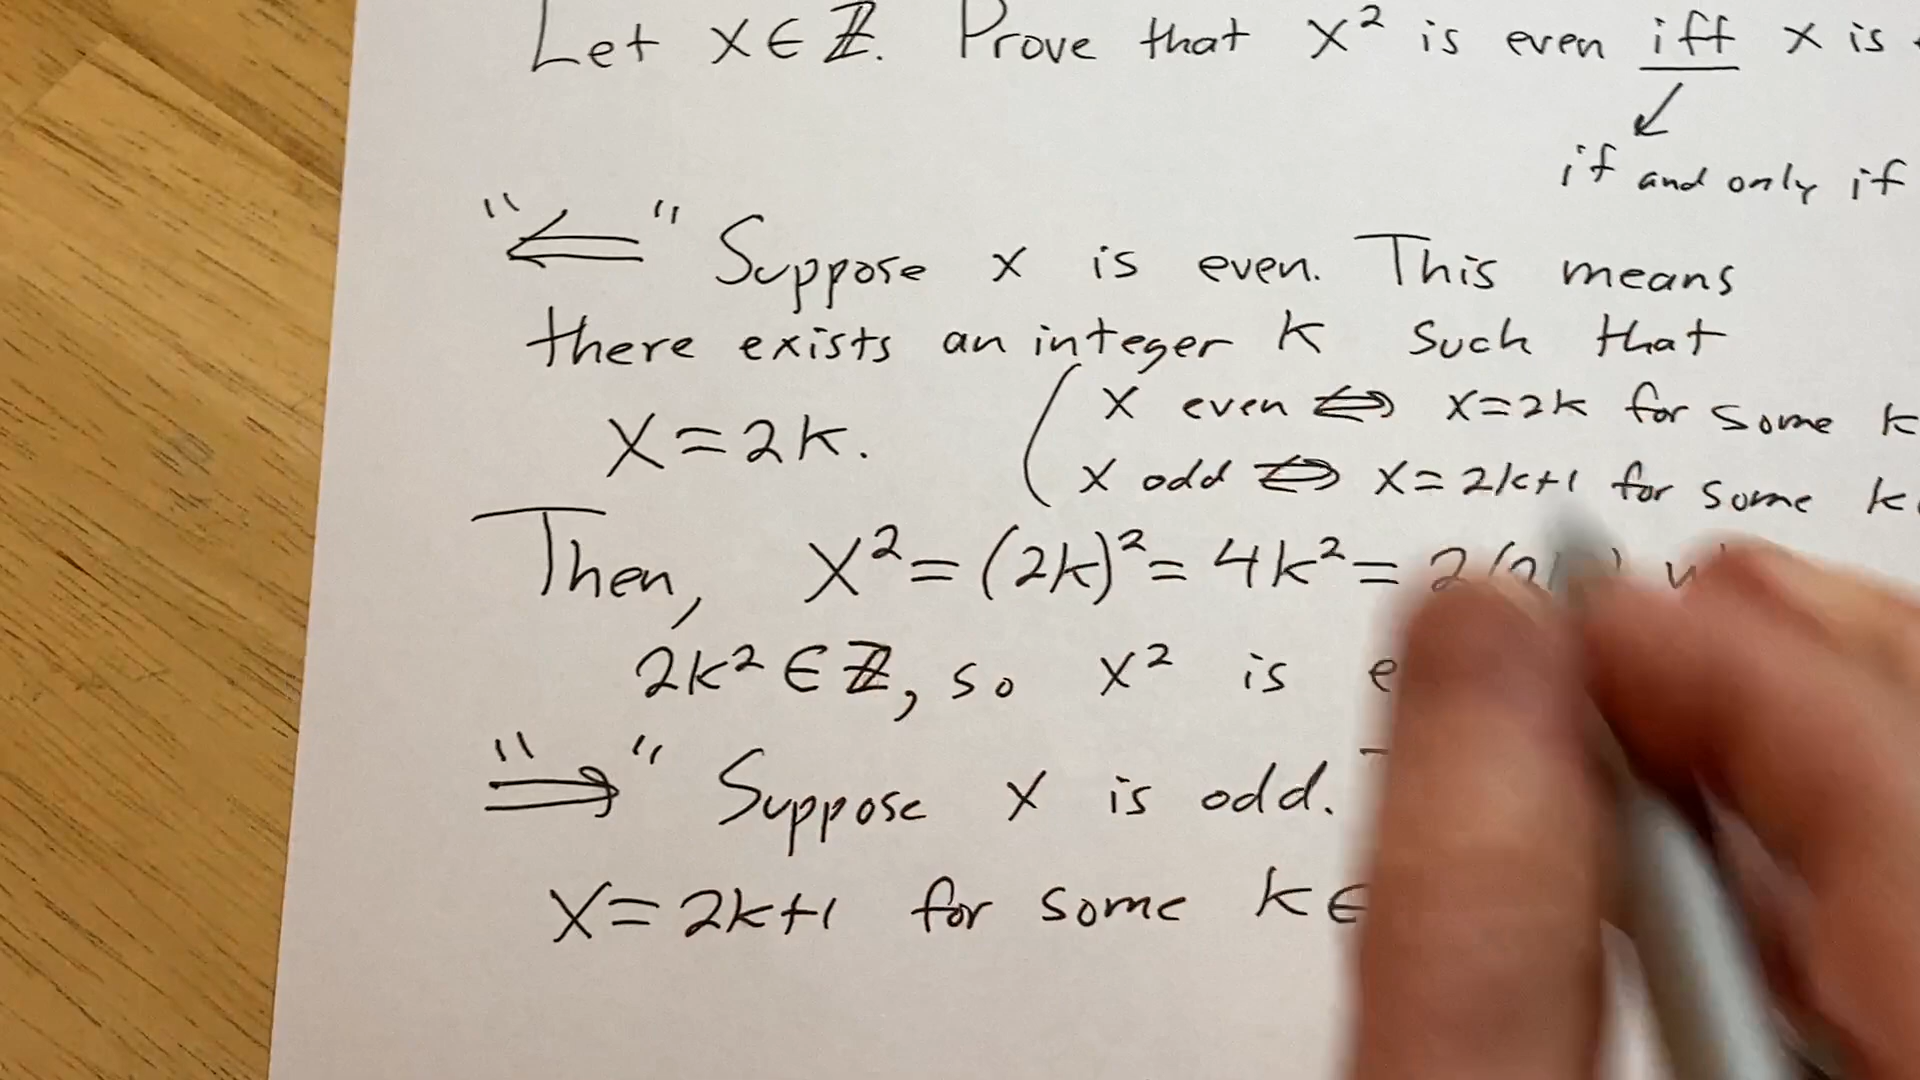 Let x ∈ ℤ. Prove that x² is even iff x is
↙
if and only if
"⇐" Suppose x is even. This means
there exists an integer k such that
x = 2k.
( x even ⇔ x = 2k for some k
x odd ⇔ x = 2k+1 for some k
Then, x² = (2k)² = 4k² =
2k² ∈ ℤ, so x² is
"⇒" Suppose x is odd.
x = 2k+1 for some k ∈